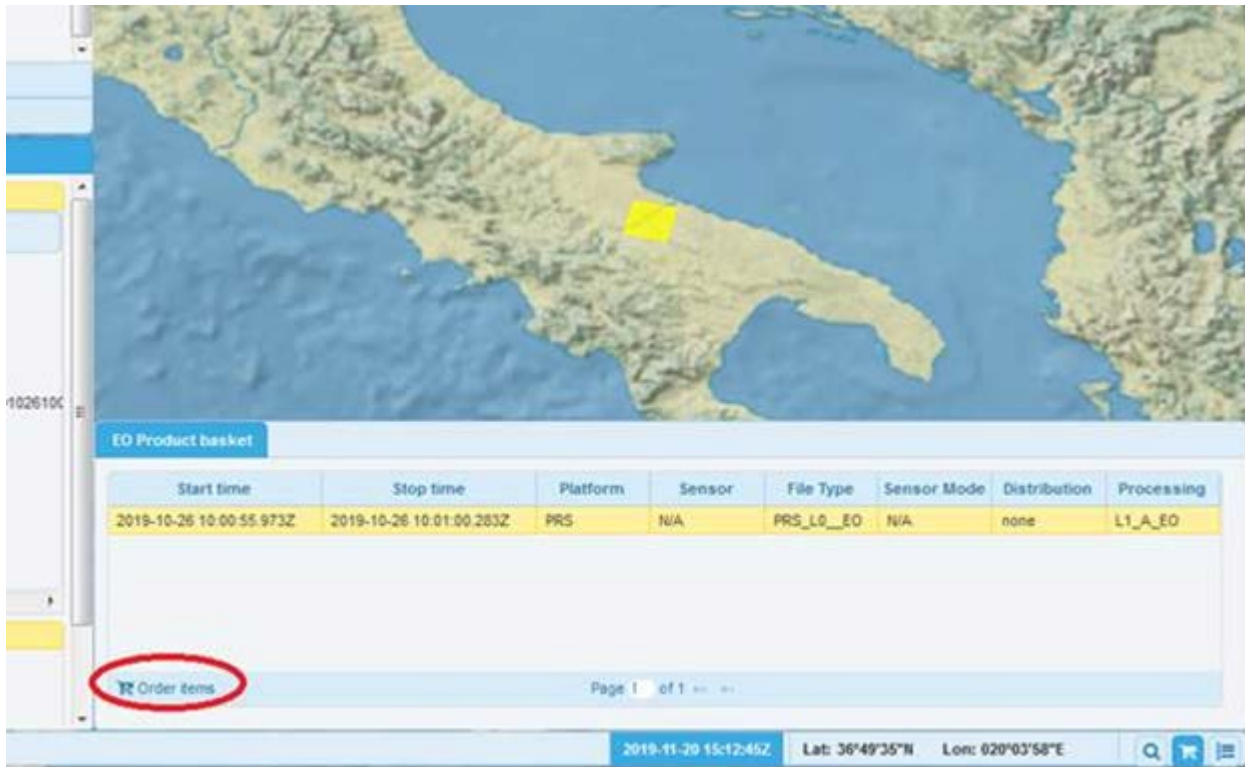 1026100
EO Product basket
Start time Stop time Platform Sensor File Type Sensor Mode Distribution Processing
2019-10-26 10:00:55.973Z 2019-10-26 10:01:00.283Z PRS N/A PRS_L0__EO N/A none L1_A_EO
Order items Page 1 of 1
2019-11-20 15:12:45Z Lat: 36°49'35"N Lon: 020°03'58"E